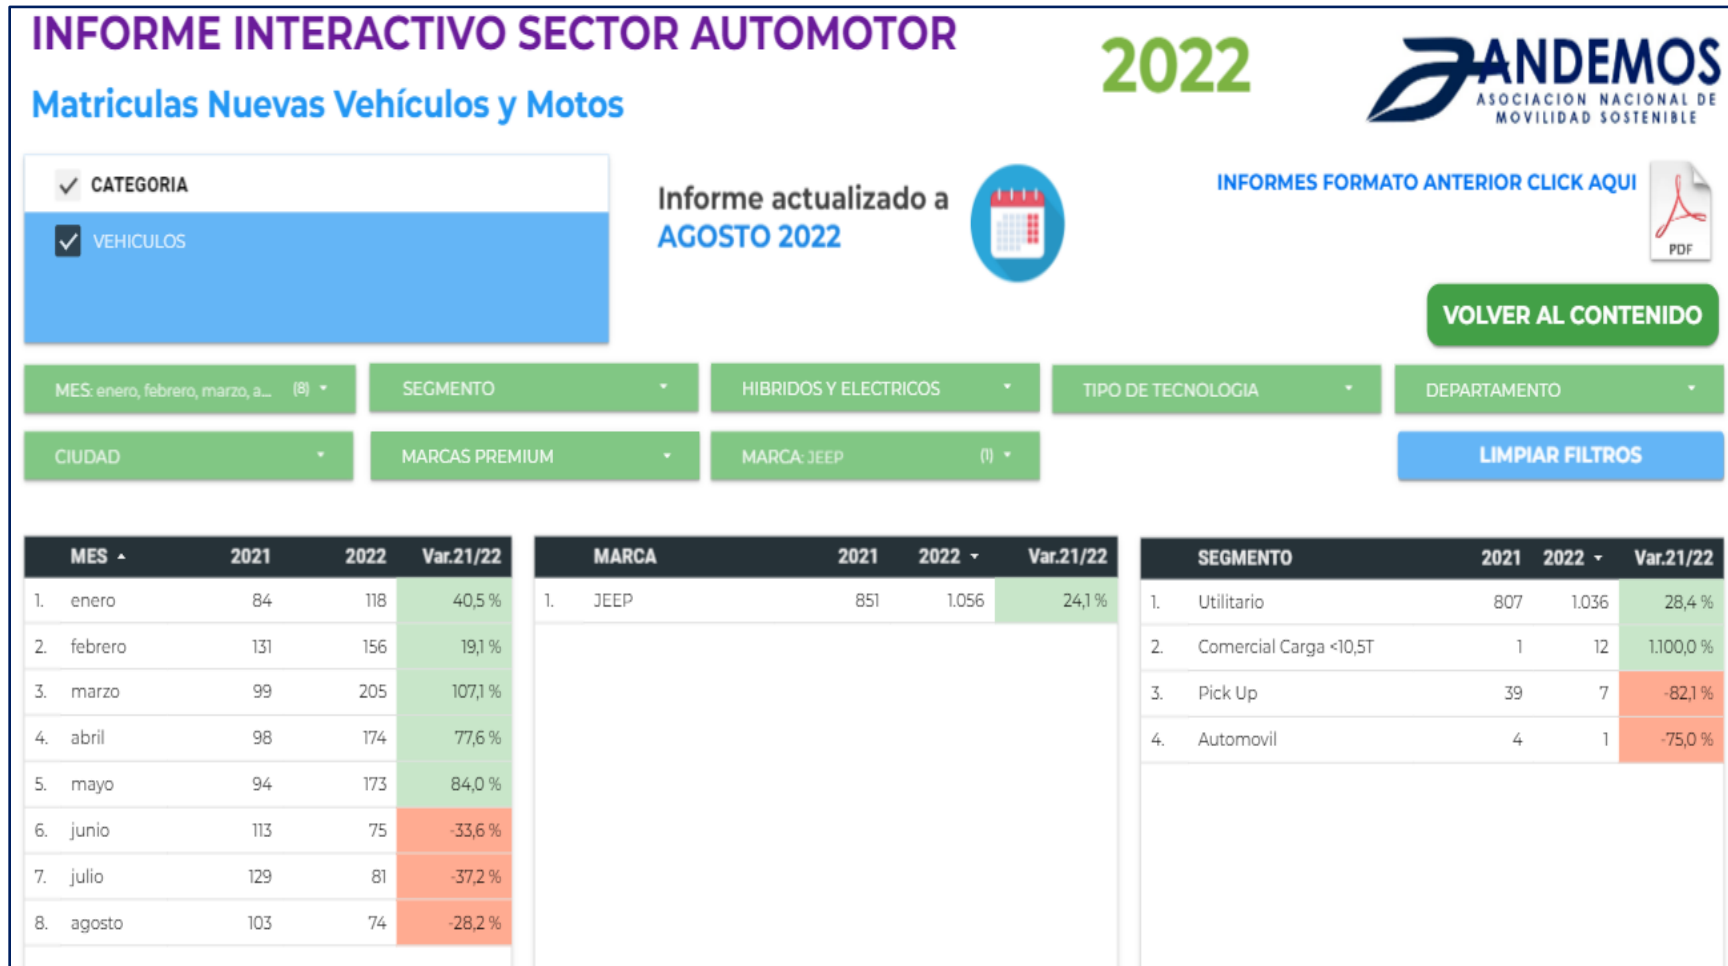 INFORME INTERACTIVO SECTOR AUTOMOTOR
2022
ANDEMOS
ASOCIACION NACIONAL DE
MOVILIDAD SOSTENIBLE
Matriculas Nuevas Vehículos y Motos
CATEGORIA
VEHICULOS
Informe actualizado a
AGOSTO 2022
INFORMES FORMATO ANTERIOR CLICK AQUI
PDF
VOLVER AL CONTENIDO
MES: enero, febrero, marzo, a... (8)
SEGMENTO
HIBRIDOS Y ELECTRICOS
TIPO DE TECNOLOGIA
DEPARTAMENTO
CIUDAD
MARCAS PREMIUM
MARCA: JEEP (1)
LIMPIAR FILTROS
MES 2021 2022 Var.21/22
1. enero 84 118 40,5 %
2. febrero 131 156 19,1 %
3. marzo 99 205 107,1 %
4. abril 98 174 77,6 %
5. mayo 94 173 84,0 %
6. junio 113 75 -33,6 %
7. julio 129 81 -37,2 %
8. agosto 103 74 -28,2 %
MARCA 2021 2022 Var.21/22
1. JEEP 851 1.056 24,1 %
SEGMENTO 2021 2022 Var.21/22
1. Utilitario 807 1.036 28,4 %
2. Comercial Carga <10,5T 1 12 1.100,0 %
3. Pick Up 39 7 -82,1 %
4. Automovil 4 1 -75,0 %